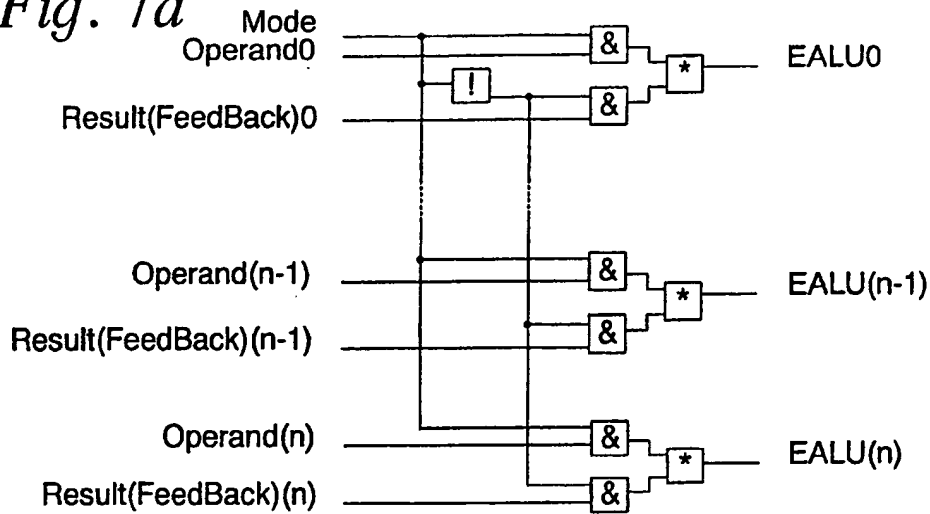 Fig. 7a
Mode
Operand0
&
*
EALU0
!
Result(FeedBack)0
&
Operand(n-1)
&
*
EALU(n-1)
Result(FeedBack)(n-1)
&
Operand(n)
&
*
EALU(n)
Result(FeedBack)(n)
&